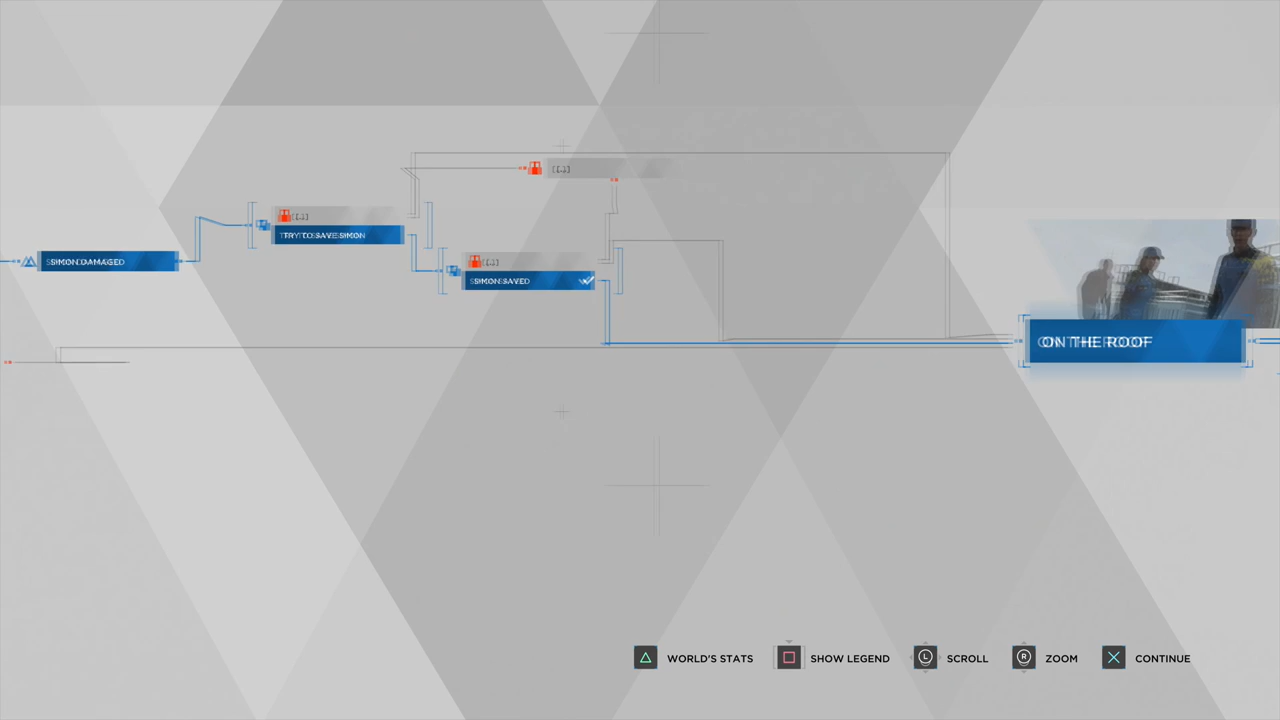 [...]
[...]
TRY TO SAVE SIMON
SIMON DAMAGED
[...]
SIMON SAVED
ON THE ROOF
WORLD'S STATS
SHOW LEGEND
L
SCROLL
R
ZOOM
CONTINUE